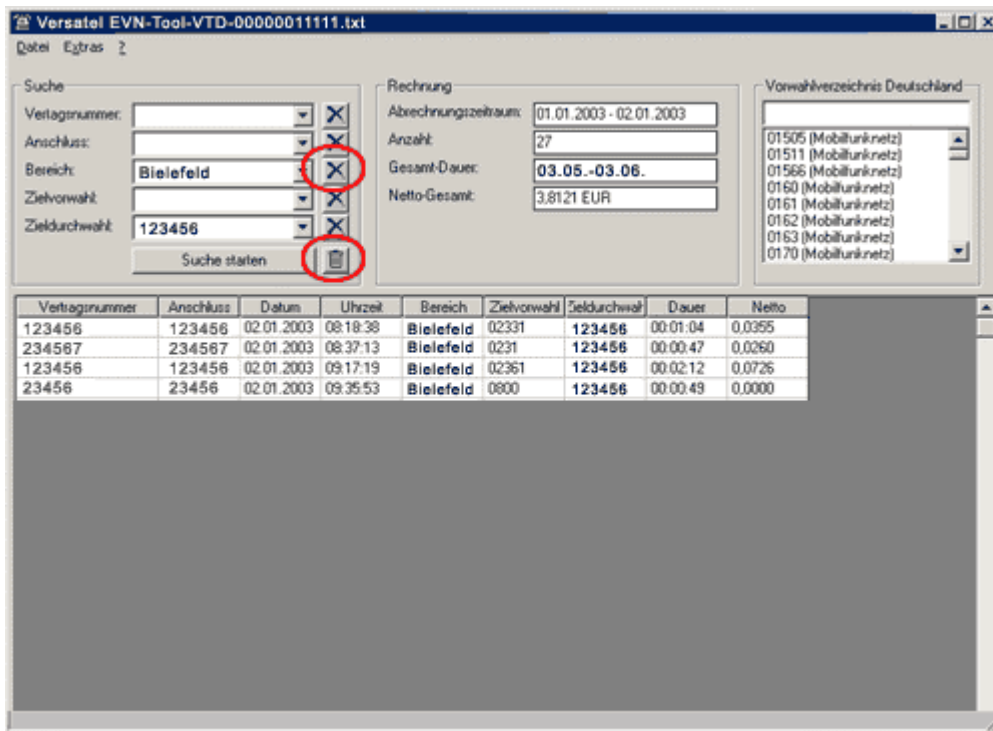 Versatel EVN-Tool-VTD-00000011111.txt
Datei Extras ?
Suche
Vertagsnummer:
Anschluss:
Bereich: Bielefeld
Zielvorwahl:
Zieldurchwahl: 123456
Suche starten
Rechnung
Abrechnungszeitraum: 01.01.2003 - 02.01.2003
Anzahl: 27
Gesamt-Dauer: 03.05.-03.06.
Netto-Gesamt: 3,8121 EUR
Vorwahlverzeichnis Deutschland
01505 (Mobilfunknetz)
01511 (Mobilfunknetz)
01566 (Mobilfunknetz)
0160 (Mobilfunknetz)
0161 (Mobilfunknetz)
0162 (Mobilfunknetz)
0163 (Mobilfunknetz)
0170 (Mobilfunknetz)
Vertragsnummer Anschluss Datum Uhrzeit Bereich Zielvorwahl Zieldurchwahl Dauer Netto
123456 123456 02.01.2003 08:18:38 Bielefeld 02331 123456 00:01:04 0,0355
234567 234567 02.01.2003 08:37:13 Bielefeld 0231 123456 00:00:47 0,0260
123456 123456 02.01.2003 09:17:19 Bielefeld 02361 123456 00:02:12 0,0726
23456 23456 02.01.2003 09:35:53 Bielefeld 0800 123456 00:00:49 0,0000